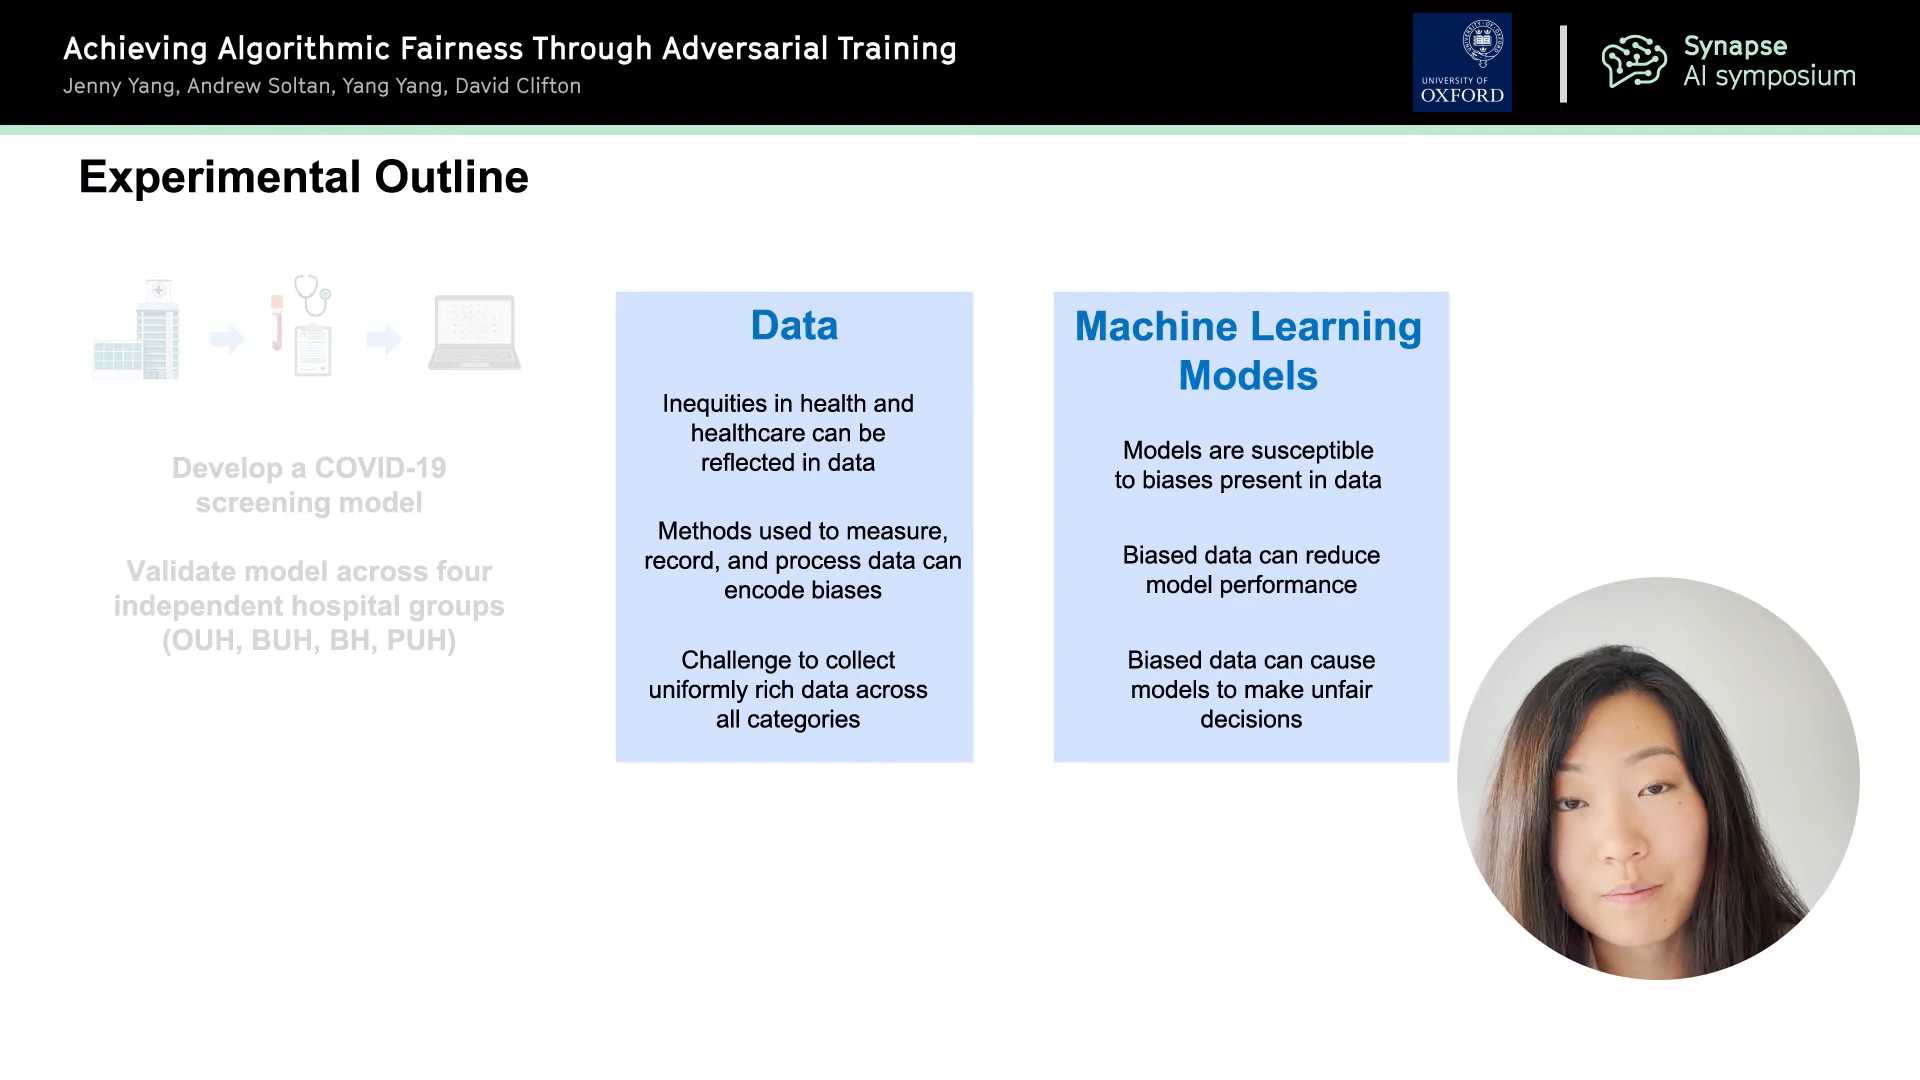 Achieving Algorithmic Fairness Through Adversarial Training
Jenny Yang, Andrew Soltan, Yang Yang, David Clifton
UNIVERSITY OF
OXFORD
Synapse
AI symposium
Experimental Outline
Develop a COVID-19
screening model
Validate model across four
independent hospital groups
(OUH, BUH, BH, PUH)
Data
Inequities in health and
healthcare can be
reflected in data
Methods used to measure,
record, and process data can
encode biases
Challenge to collect
uniformly rich data across
all categories
Machine Learning
Models
Models are susceptible
to biases present in data
Biased data can reduce
model performance
Biased data can cause
models to make unfair
decisions